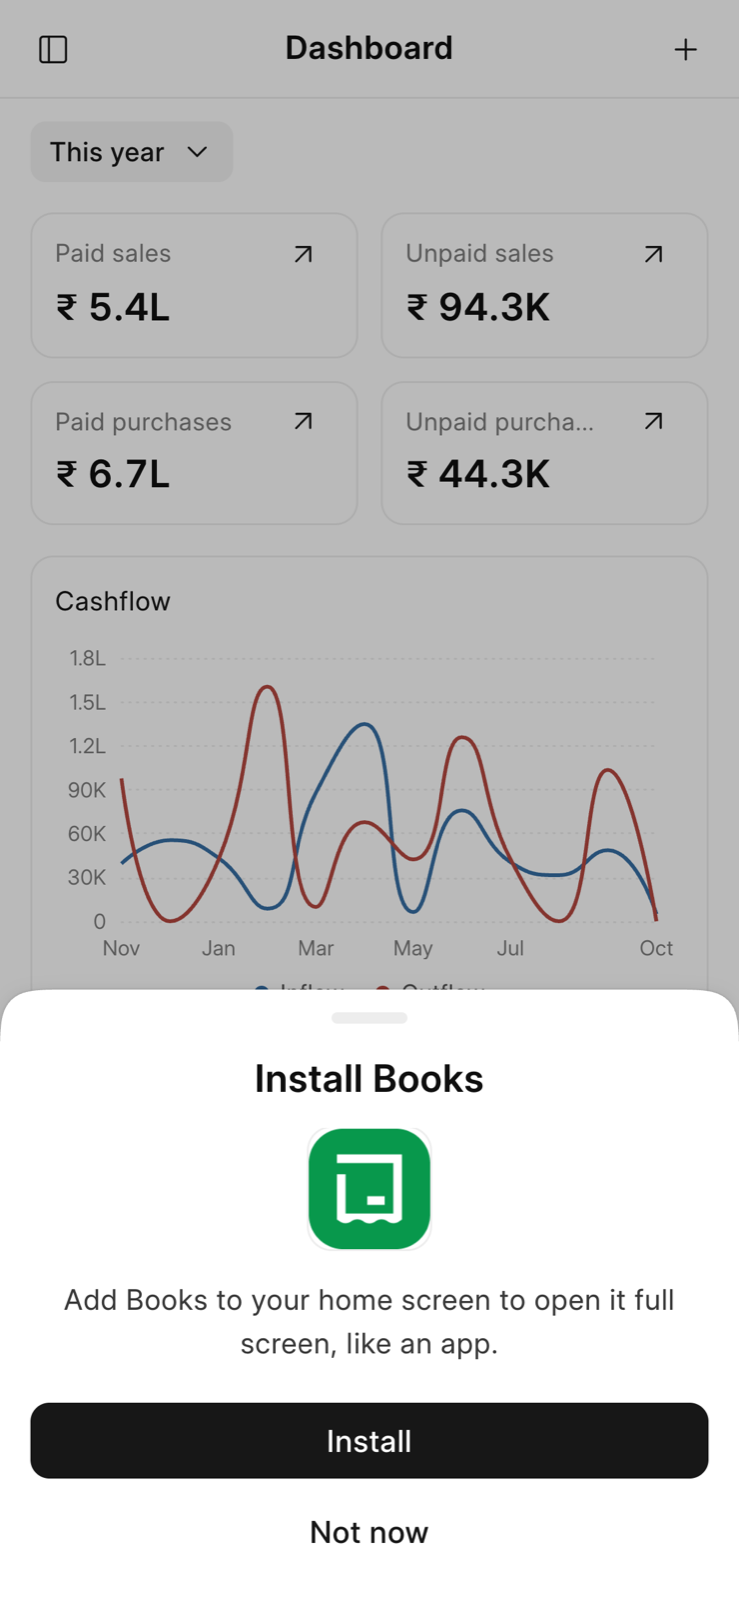 Dashboard
This year
Paid sales
₹ 5.4L
Unpaid sales
₹ 94.3K
Paid purchases
₹ 6.7L
Unpaid purcha...
₹ 44.3K
Cashflow
1.8L
1.5L
1.2L
90K
60K
30K
0
Nov Jan Mar May Jul Oct
Inflow Outflow
Install Books
Add Books to your home screen to open it full
screen, like an app.
Install
Not now